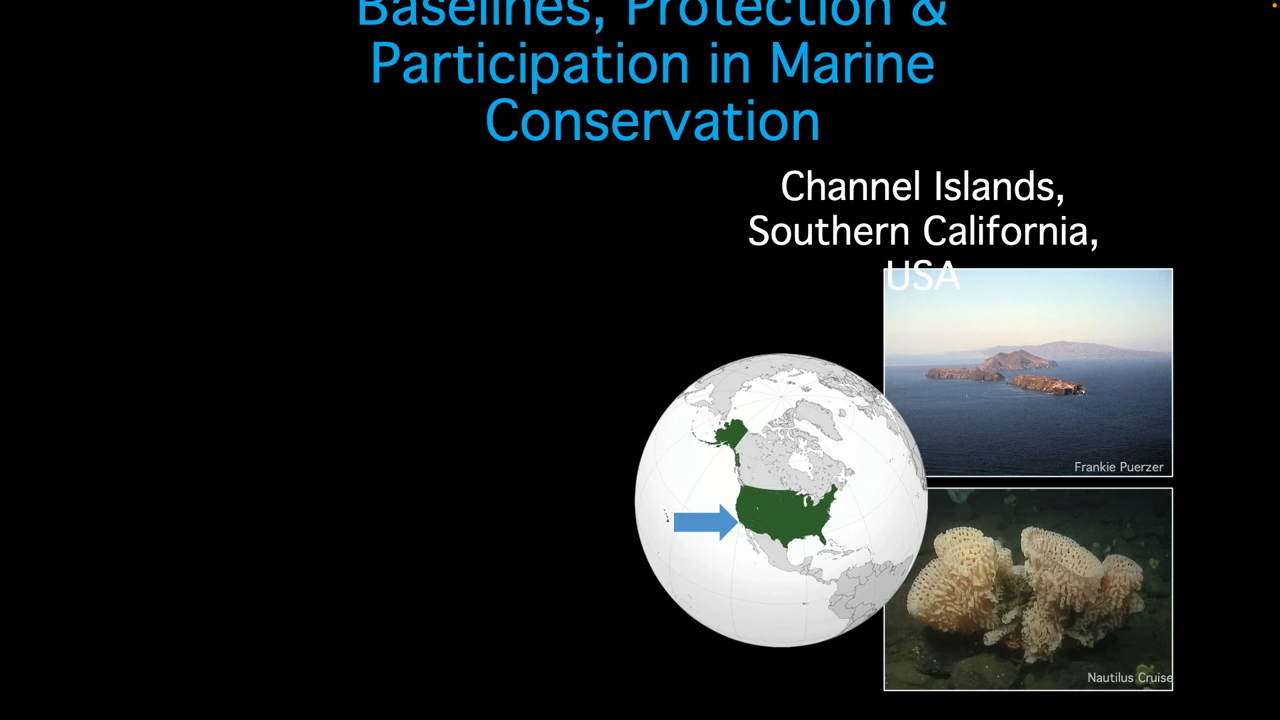 Baselines, Protection &
Participation in Marine
Conservation
Channel Islands,
Southern California,
USA
Frankie Puerzer
Nautilus Cruise